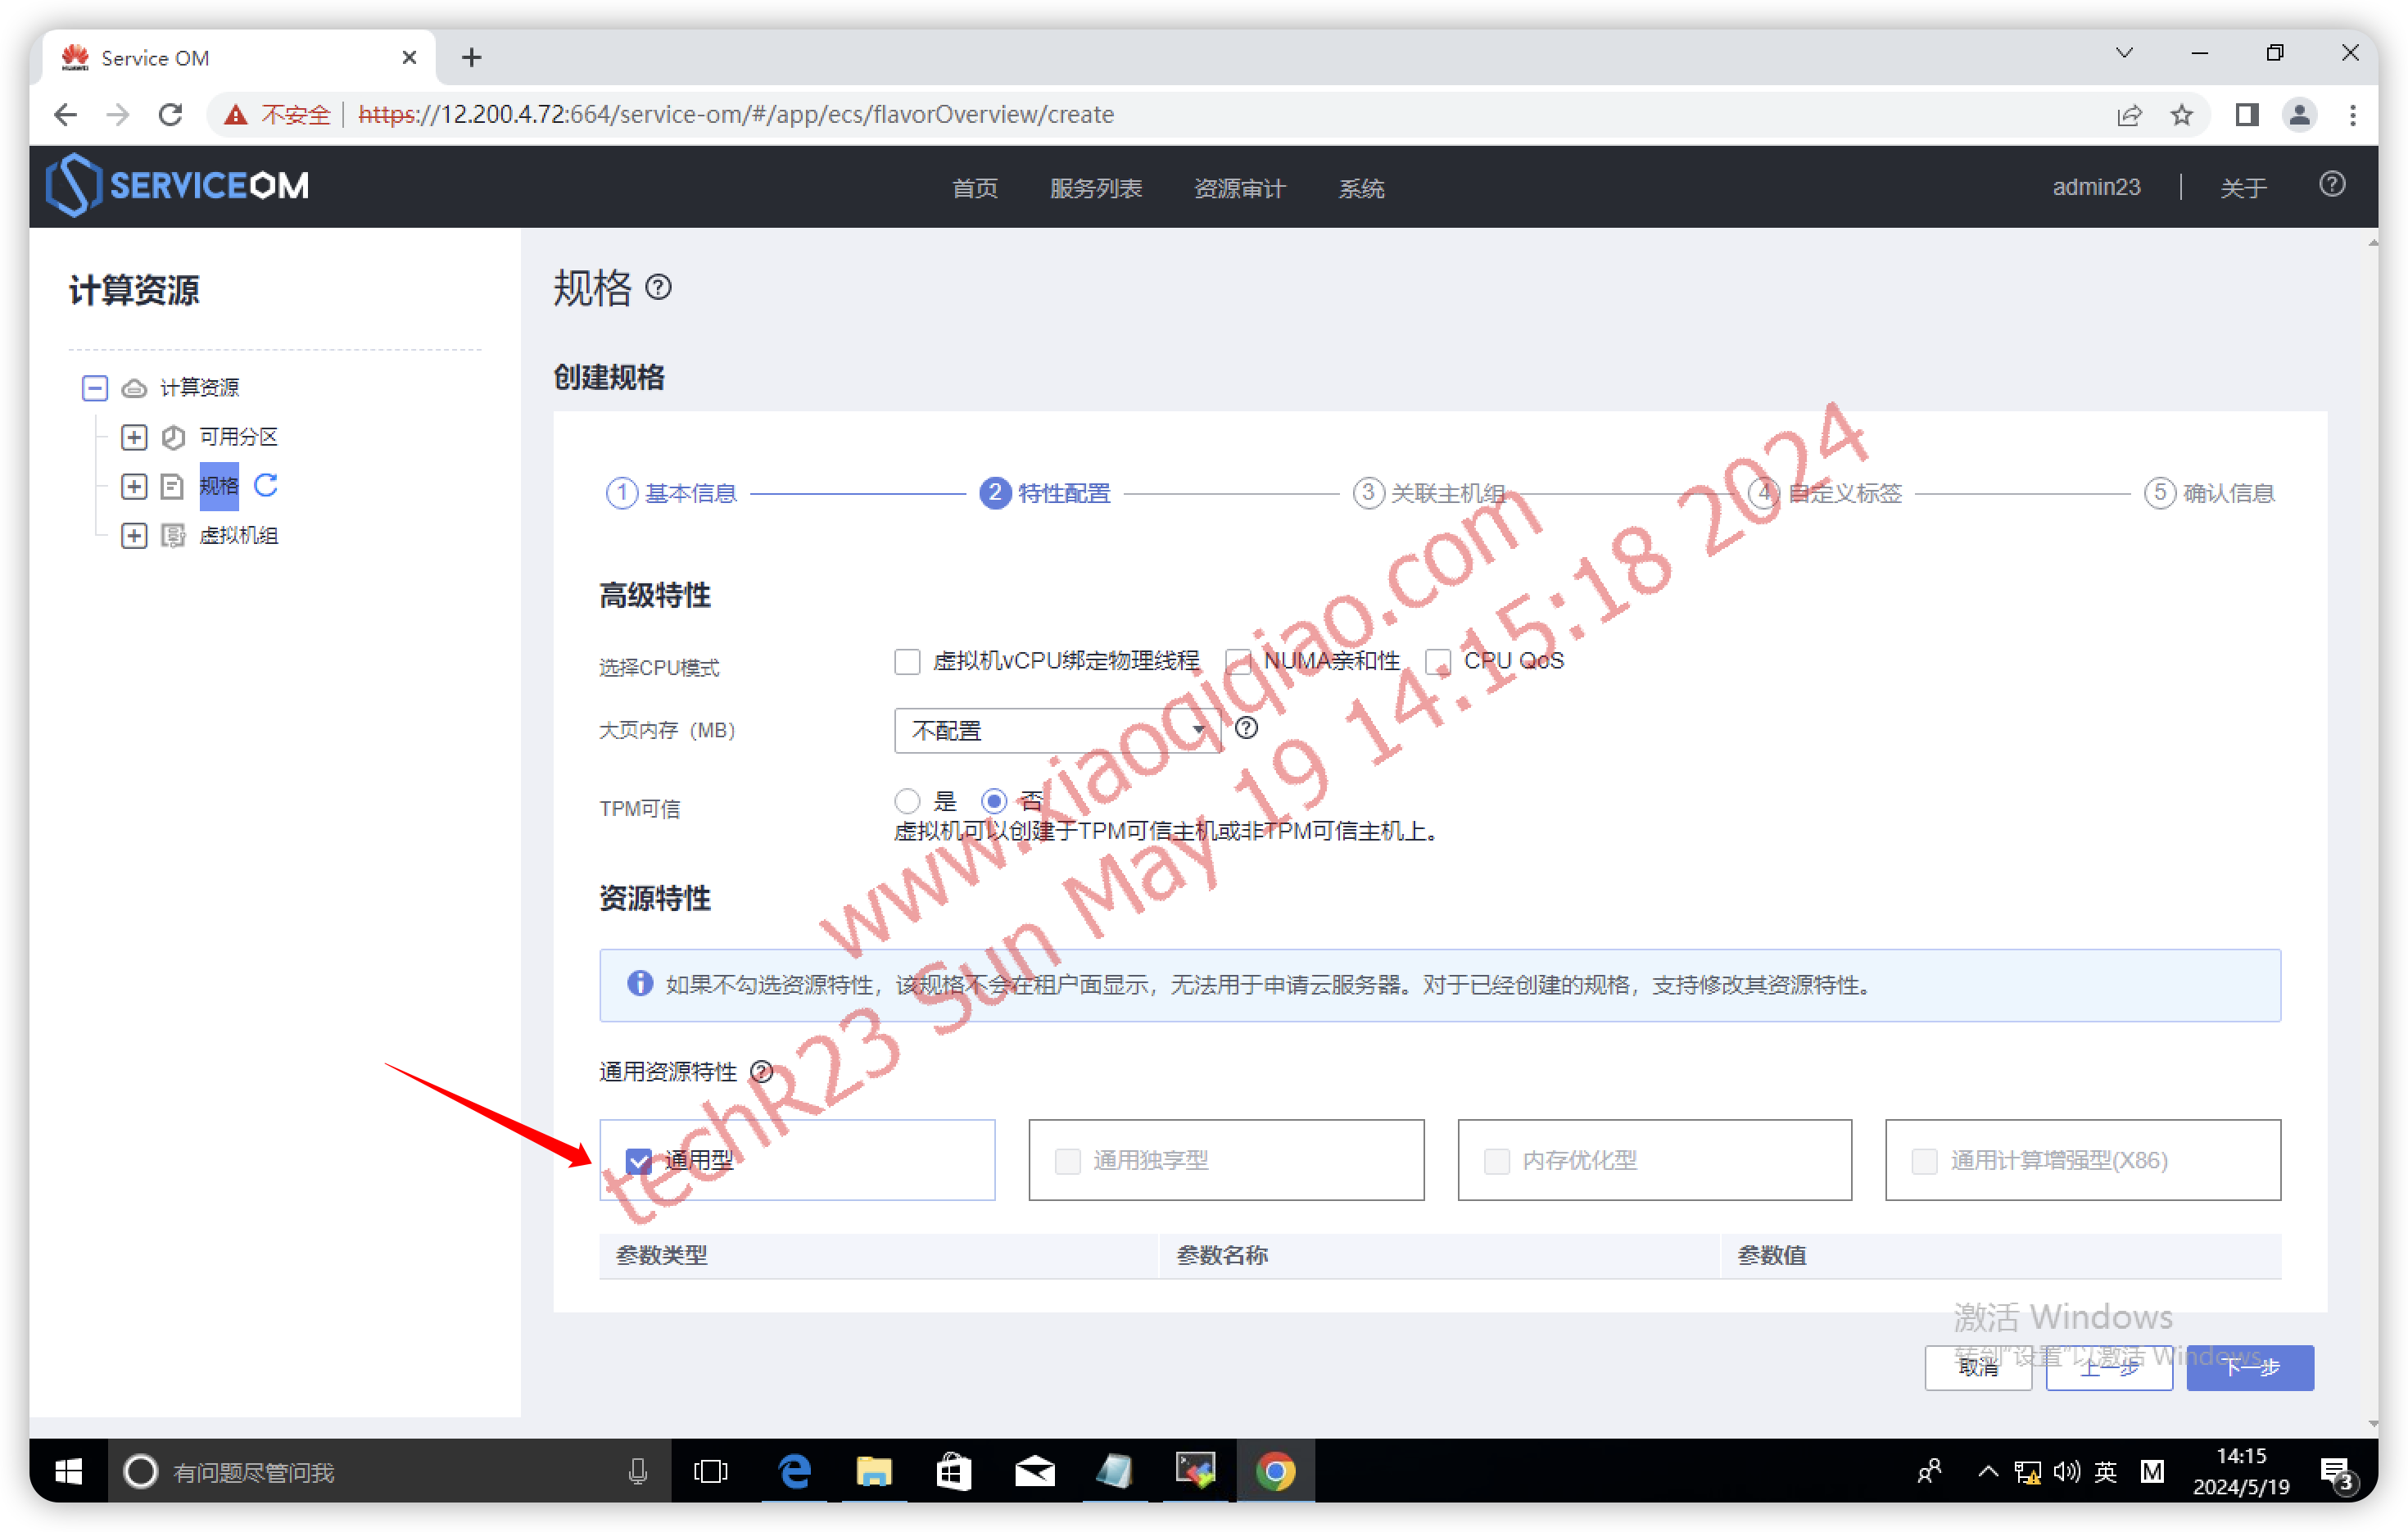 Service OM
不安全 https://12.200.4.72:664/service-om/#/app/ecs/flavorOverview/create
SERVICEOM 首页 服务列表 资源审计 系统 admin23 关于
计算资源
计算资源
可用分区
规格
虚拟机组
规格
创建规格
1 基本信息 2 特性配置 3 关联主机组 4 自定义标签 5 确认信息
高级特性
选择CPU模式 虚拟机vCPU绑定物理线程 NUMA亲和性 CPU QoS
大页内存（MB） 不配置
TPM可信 是 否
虚拟机可以创建于TPM可信主机或非TPM可信主机上。
资源特性
如果不勾选资源特性，该规格不会在租户面显示，无法用于申请云服务器。对于已经创建的规格，支持修改其资源特性。
通用资源特性
通用型 通用独享型 内存优化型 通用计算增强型(X86)
参数类型 参数名称 参数值
www.xiaoqiqiao.com
techR23 Sun May 19 14:15:18 2024
激活 Windows
转到"设置"以激活 Windows。
取消 上一步 下一步
有问题尽管问我
英 M
14:15
2024/5/19
3